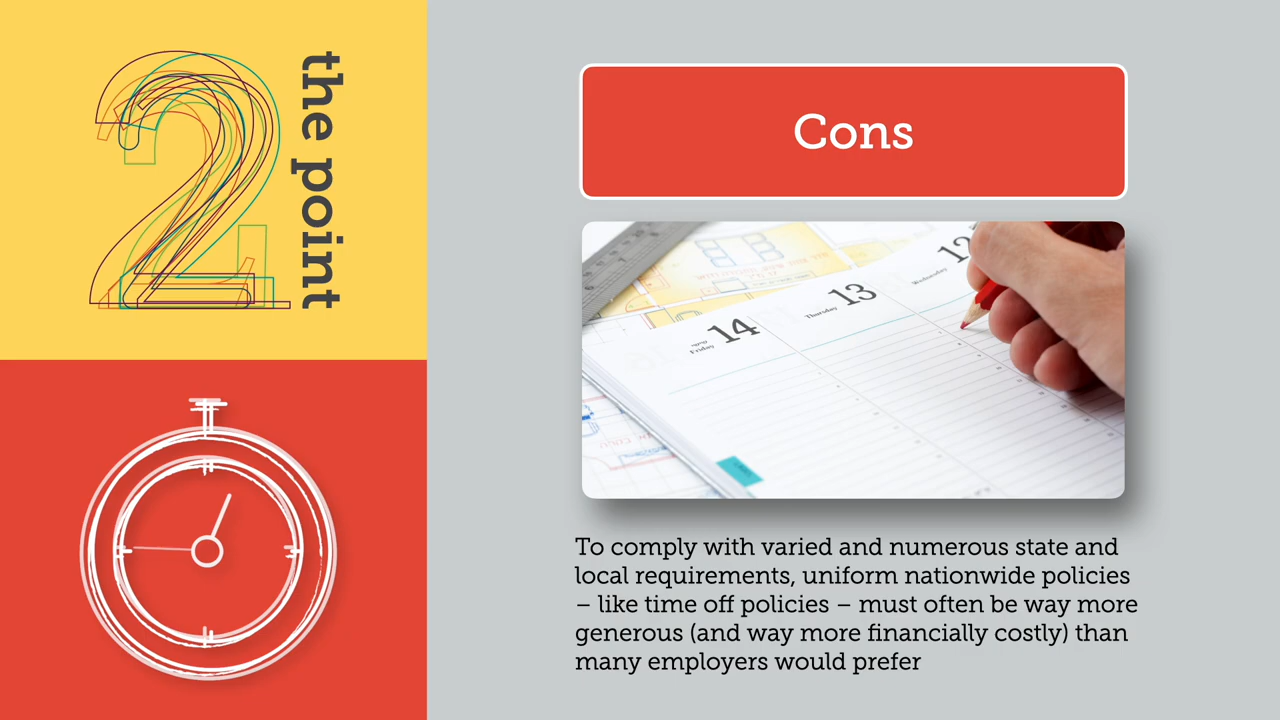 2
the point
Cons
12
Wednesday
13
Thursday
14
Friday
To comply with varied and numerous state and
local requirements, uniform nationwide policies
– like time off policies – must often be way more
generous (and way more financially costly) than
many employers would prefer